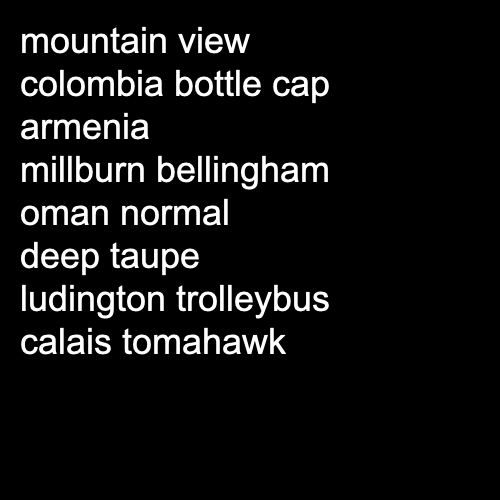 mountain view
colombia bottle cap
armenia
millburn bellingham
oman normal
deep taupe
ludington trolleybus
calais tomahawk